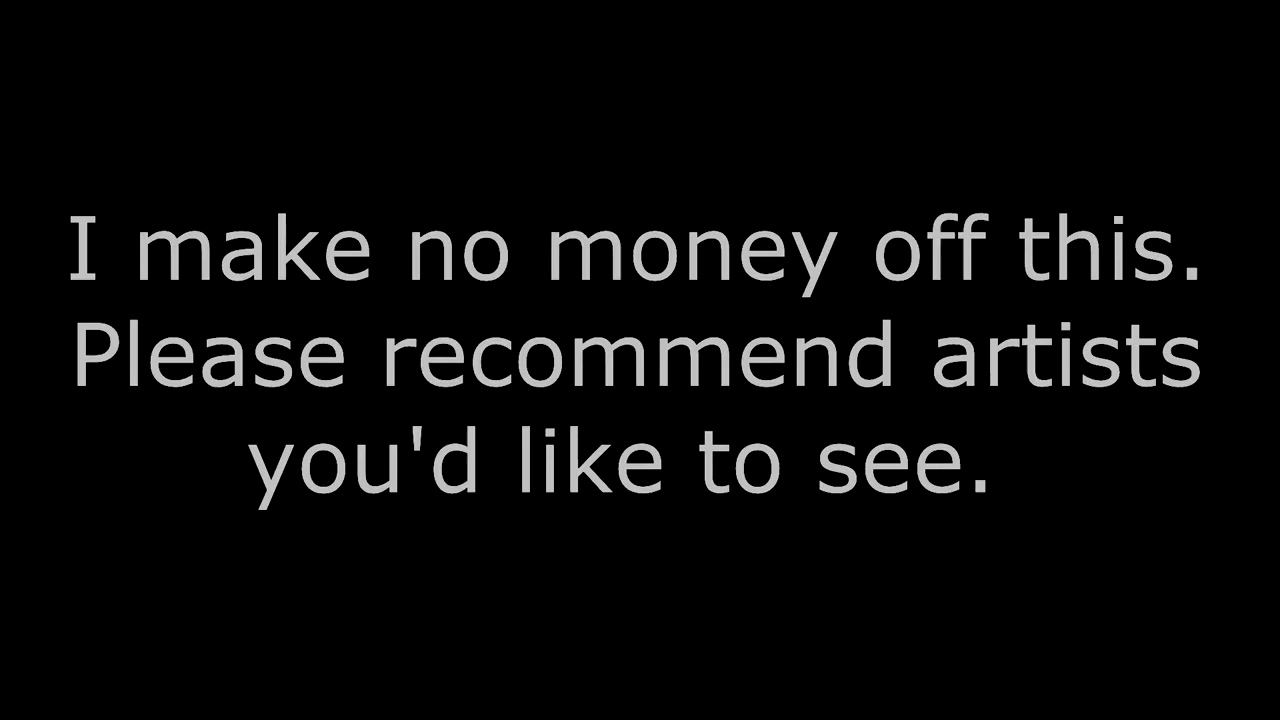 I make no money off this.
Please recommend artists
you'd like to see.